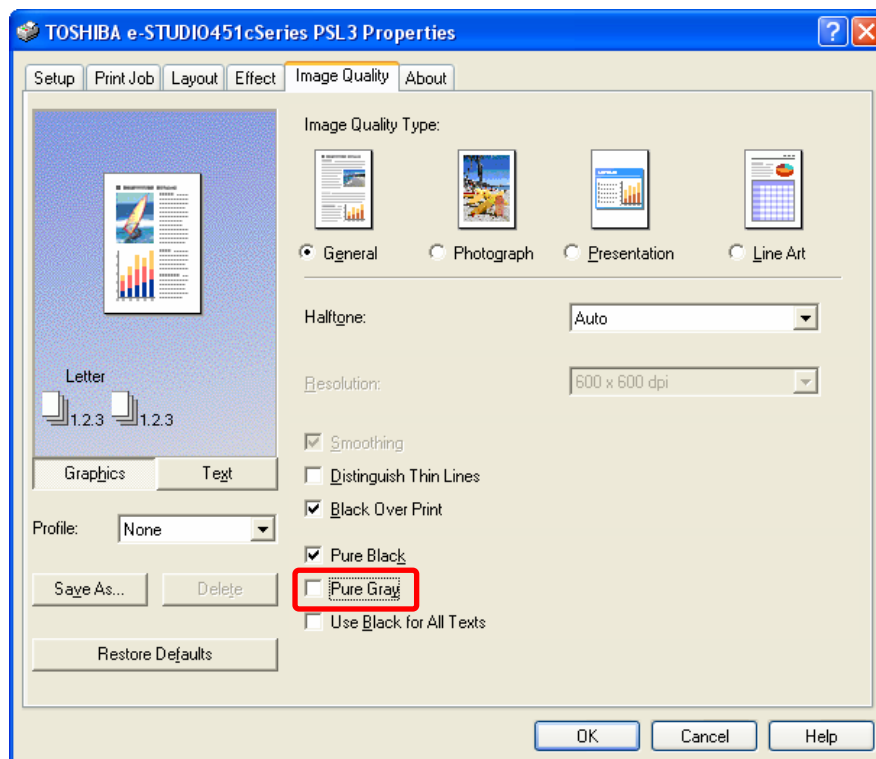 TOSHIBA e-STUDIO451cSeries PSL3 Properties
Setup Print Job Layout Effect Image Quality About
Image Quality Type:
General Photograph Presentation Line Art
Halftone: Auto
Letter
Resolution: 600 x 600 dpi
1.2.3 1.2.3
Smoothing
Graphics Text
Distinguish Thin Lines
Black Over Print
Profile: None
Pure Black
Save As... Delete
Pure Gray
Use Black for All Texts
Restore Defaults
OK Cancel Help